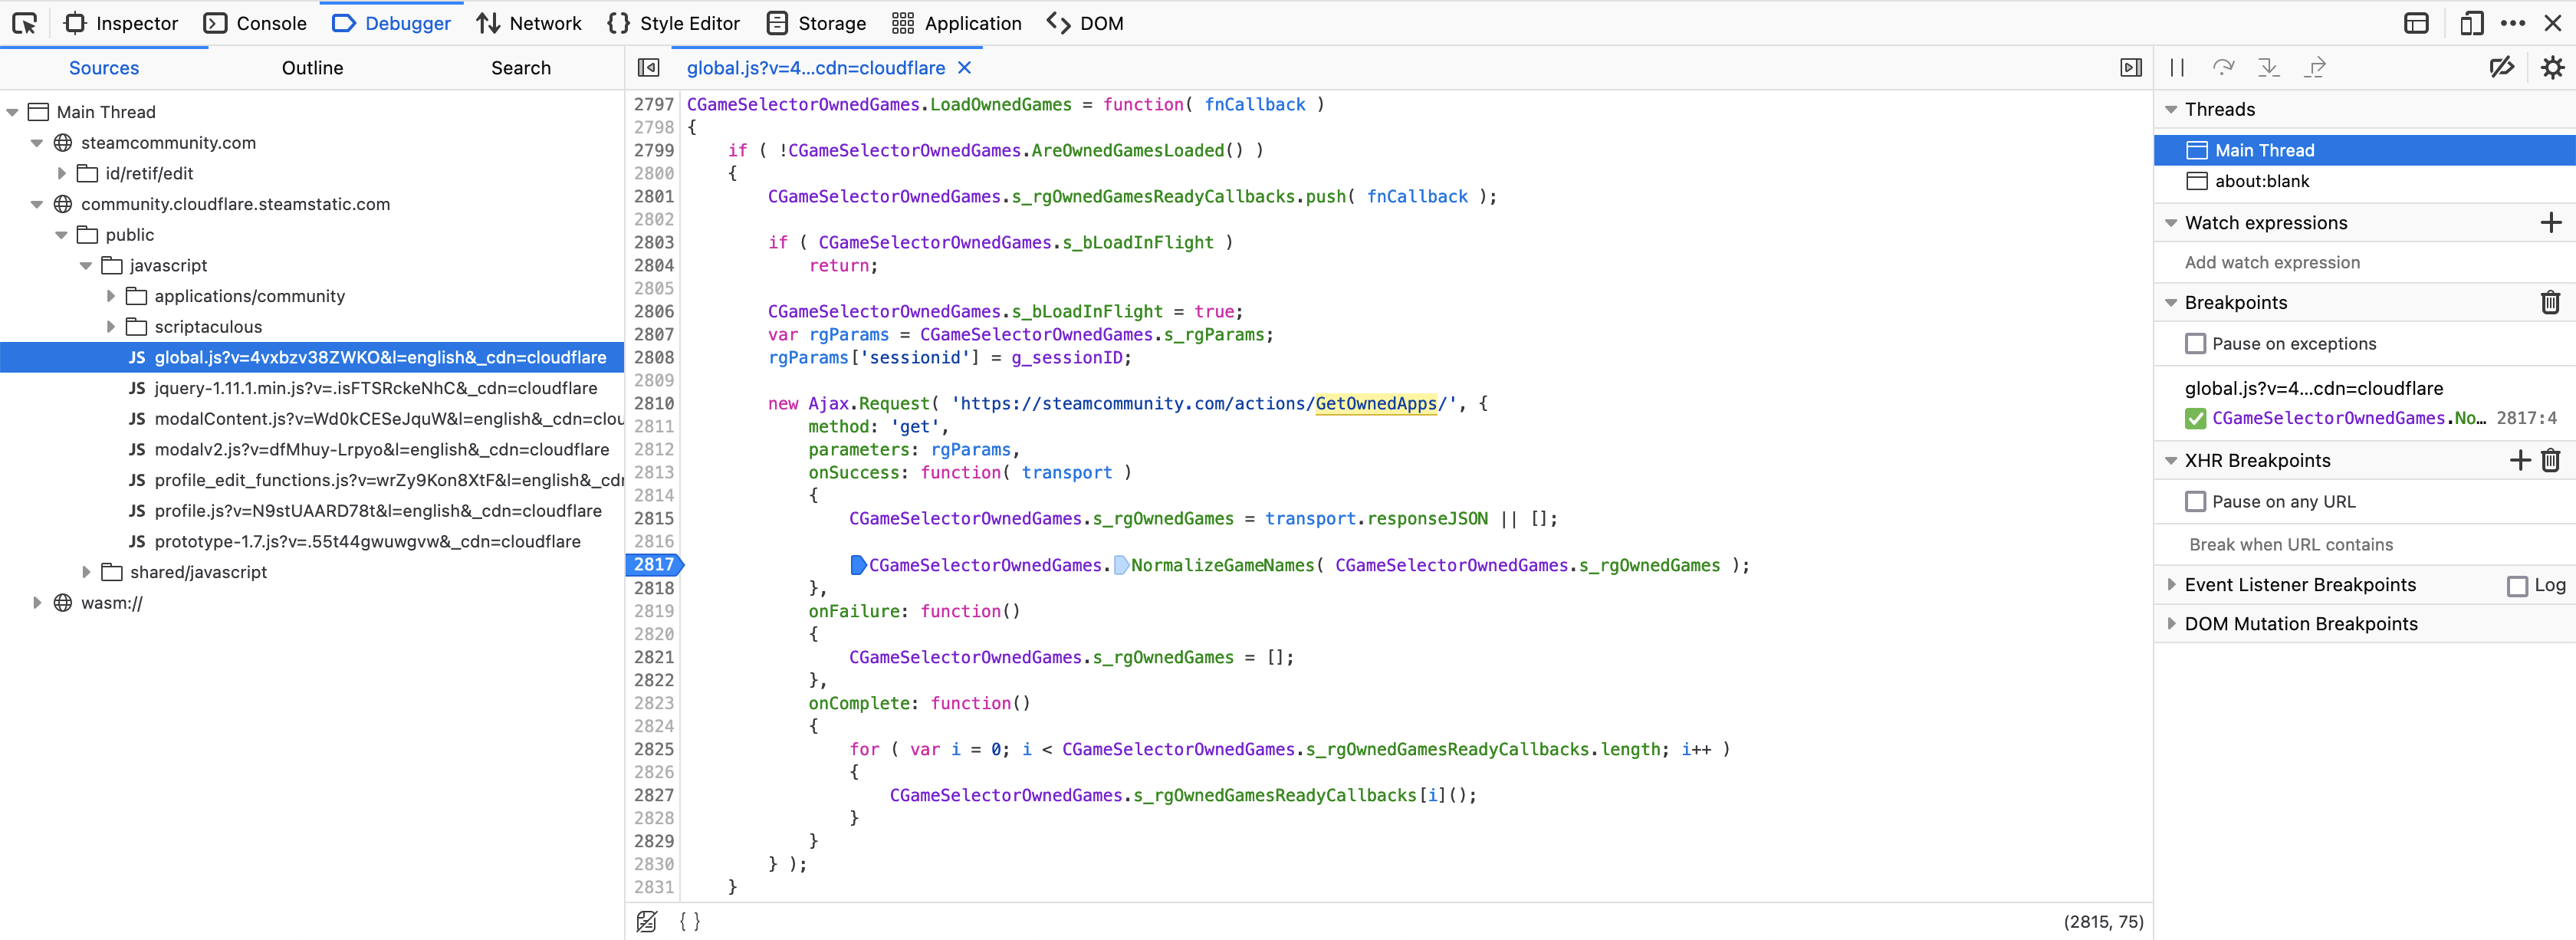 Inspector Console Debugger Network Style Editor Storage Application DOM
Sources Outline Search
Main Thread
steamcommunity.com
id/retif/edit
community.cloudflare.steamstatic.com
public
javascript
applications/community
scriptaculous
JS global.js?v=4vxbzv38ZWKO&l=english&_cdn=cloudflare
JS jquery-1.11.1.min.js?v=.isFTSRckeNhC&_cdn=cloudflare
JS modalContent.js?v=Wd0kCESeJquW&l=english&_cdn=clou
JS modalv2.js?v=dfMhuy-Lrpyo&l=english&_cdn=cloudflare
JS profile_edit_functions.js?v=wrZy9Kon8XtF&l=english&_cdn
JS profile.js?v=N9stUAARD78t&l=english&_cdn=cloudflare
JS prototype-1.7.js?v=.55t44gwuwgvw&_cdn=cloudflare
shared/javascript
wasm://
global.js?v=4...cdn=cloudflare
2797 CGameSelectorOwnedGames.LoadOwnedGames = function( fnCallback )
2798 {
2799 if ( !CGameSelectorOwnedGames.AreOwnedGamesLoaded() )
2800 {
2801 CGameSelectorOwnedGames.s_rgOwnedGamesReadyCallbacks.push( fnCallback );
2802
2803 if ( CGameSelectorOwnedGames.s_bLoadInFlight )
2804 return;
2805
2806 CGameSelectorOwnedGames.s_bLoadInFlight = true;
2807 var rgParams = CGameSelectorOwnedGames.s_rgParams;
2808 rgParams['sessionid'] = g_sessionID;
2809
2810 new Ajax.Request( 'https://steamcommunity.com/actions/GetOwnedApps/', {
2811 method: 'get',
2812 parameters: rgParams,
2813 onSuccess: function( transport )
2814 {
2815 CGameSelectorOwnedGames.s_rgOwnedGames = transport.responseJSON || [];
2816
2817 CGameSelectorOwnedGames.NormalizeGameNames( CGameSelectorOwnedGames.s_rgOwnedGames );
2818 },
2819 onFailure: function()
2820 {
2821 CGameSelectorOwnedGames.s_rgOwnedGames = [];
2822 },
2823 onComplete: function()
2824 {
2825 for ( var i = 0; i < CGameSelectorOwnedGames.s_rgOwnedGamesReadyCallbacks.length; i++ )
2826 {
2827 CGameSelectorOwnedGames.s_rgOwnedGamesReadyCallbacks[i]();
2828 }
2829 }
2830 } );
2831 }
{ } (2815, 75)
Threads
Main Thread
about:blank
Watch expressions
Add watch expression
Breakpoints
Pause on exceptions
global.js?v=4...cdn=cloudflare
CGameSelectorOwnedGames.No... 2817:4
XHR Breakpoints
Pause on any URL
Break when URL contains
Event Listener Breakpoints Log
DOM Mutation Breakpoints